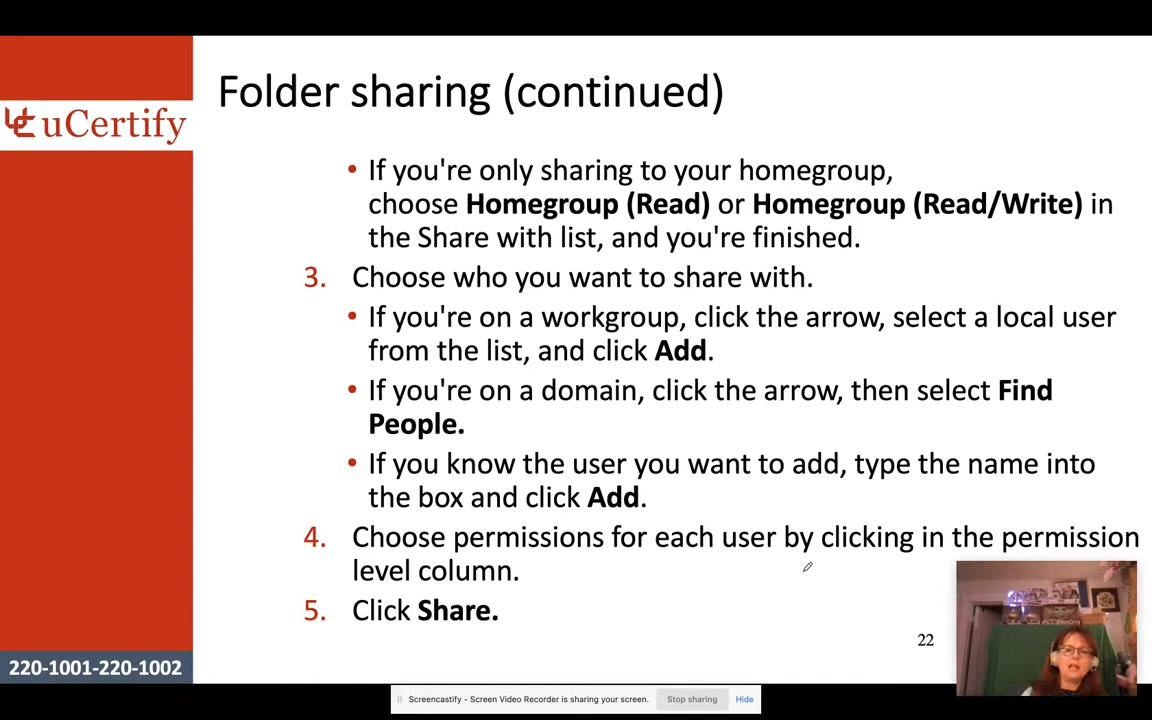 Folder sharing (continued)
uCertify
• If you're only sharing to your homegroup,
choose Homegroup (Read) or Homegroup (Read/Write) in
the Share with list, and you're finished.
3. Choose who you want to share with.
• If you're on a workgroup, click the arrow, select a local user
from the list, and click Add.
• If you're on a domain, click the arrow, then select Find
People.
• If you know the user you want to add, type the name into
the box and click Add.
4. Choose permissions for each user by clicking in the permission
level column.
5. Click Share.
22
220-1001-220-1002
Screencastify - Screen Video Recorder is sharing your screen.
Stop sharing
Hide